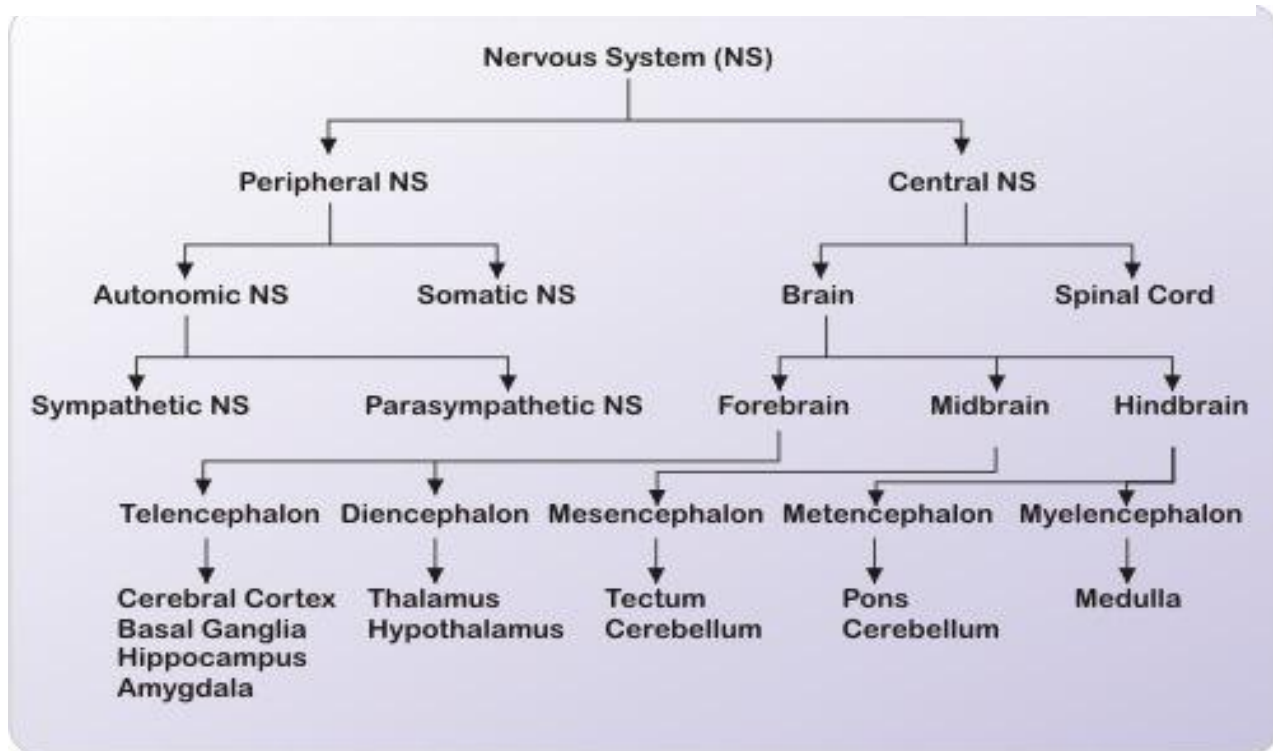 Nervous System (NS)
Peripheral NS
Central NS
Autonomic NS
Somatic NS
Brain
Spinal Cord
Sympathetic NS
Parasympathetic NS
Forebrain
Midbrain
Hindbrain
Telencephalon
Diencephalon
Mesencephalon
Metencephalon
Myelencephalon
Cerebral Cortex
Basal Ganglia
Hippocampus
Amygdala
Thalamus
Hypothalamus
Tectum
Cerebellum
Pons
Cerebellum
Medulla